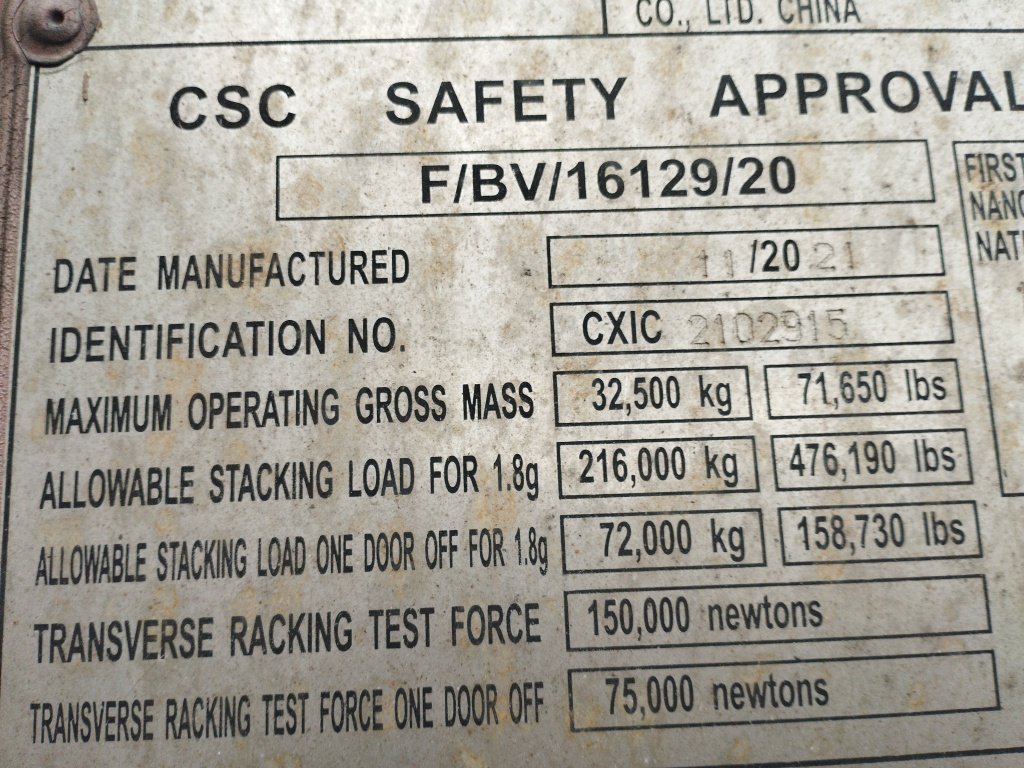 CO., LTD. CHINA
CSC SAFETY APPROVAL
F/BV/16129/20
FIRST
NANC
NAT
DATE MANUFACTURED 11/2021
IDENTIFICATION NO. CXIC 2102915
MAXIMUM OPERATING GROSS MASS 32,500 kg 71,650 lbs
ALLOWABLE STACKING LOAD FOR 1.8g 216,000 kg 476,190 lbs
ALLOWABLE STACKING LOAD ONE DOOR OFF FOR 1.8g 72,000 kg 158,730 lbs
TRANSVERSE RACKING TEST FORCE 150,000 newtons
TRANSVERSE RACKING TEST FORCE ONE DOOR OFF 75,000 newtons